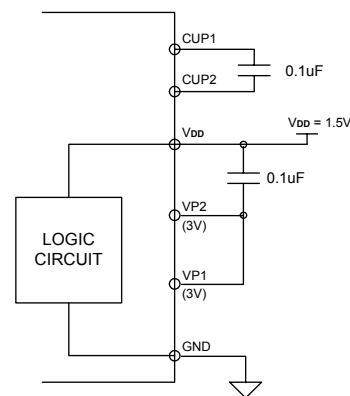 CUP1
CUP2
0.1uF
VDD
VDD = 1.5V
0.1uF
VP2
(3V)
LOGIC
CIRCUIT
VP1
(3V)
GND